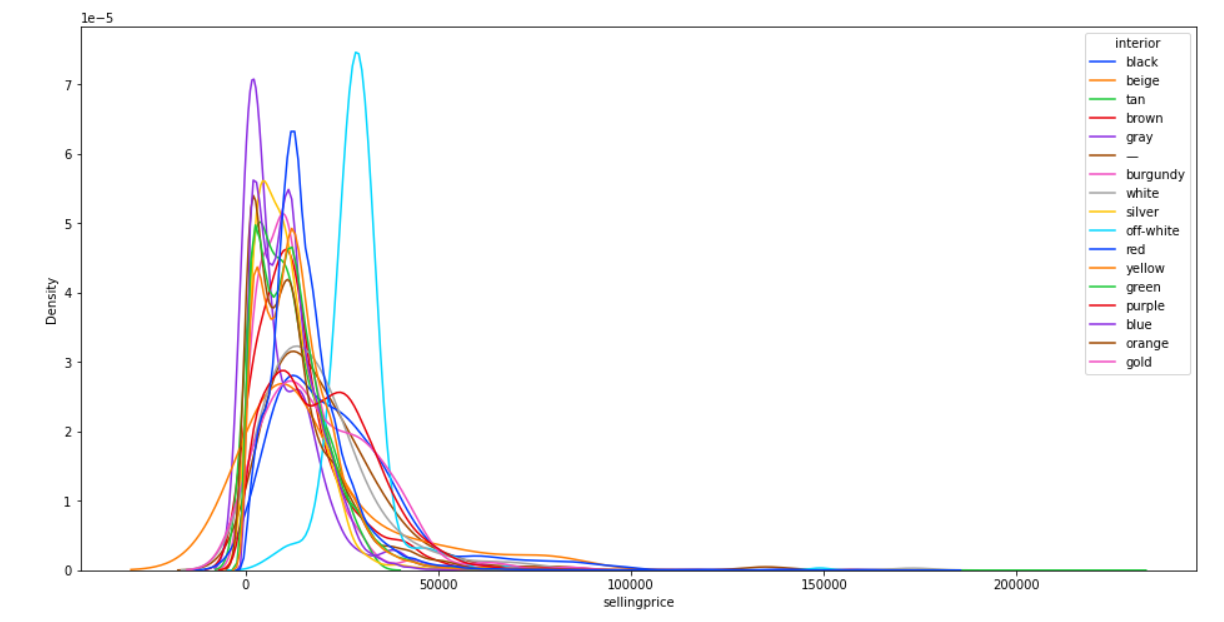 1e−5
interior
black
beige
tan
brown
gray
—
burgundy
white
silver
off-white
red
yellow
green
purple
blue
orange
gold
7
6
5
4
3
2
1
0
Density
0 50000 100000 150000 200000
sellingprice